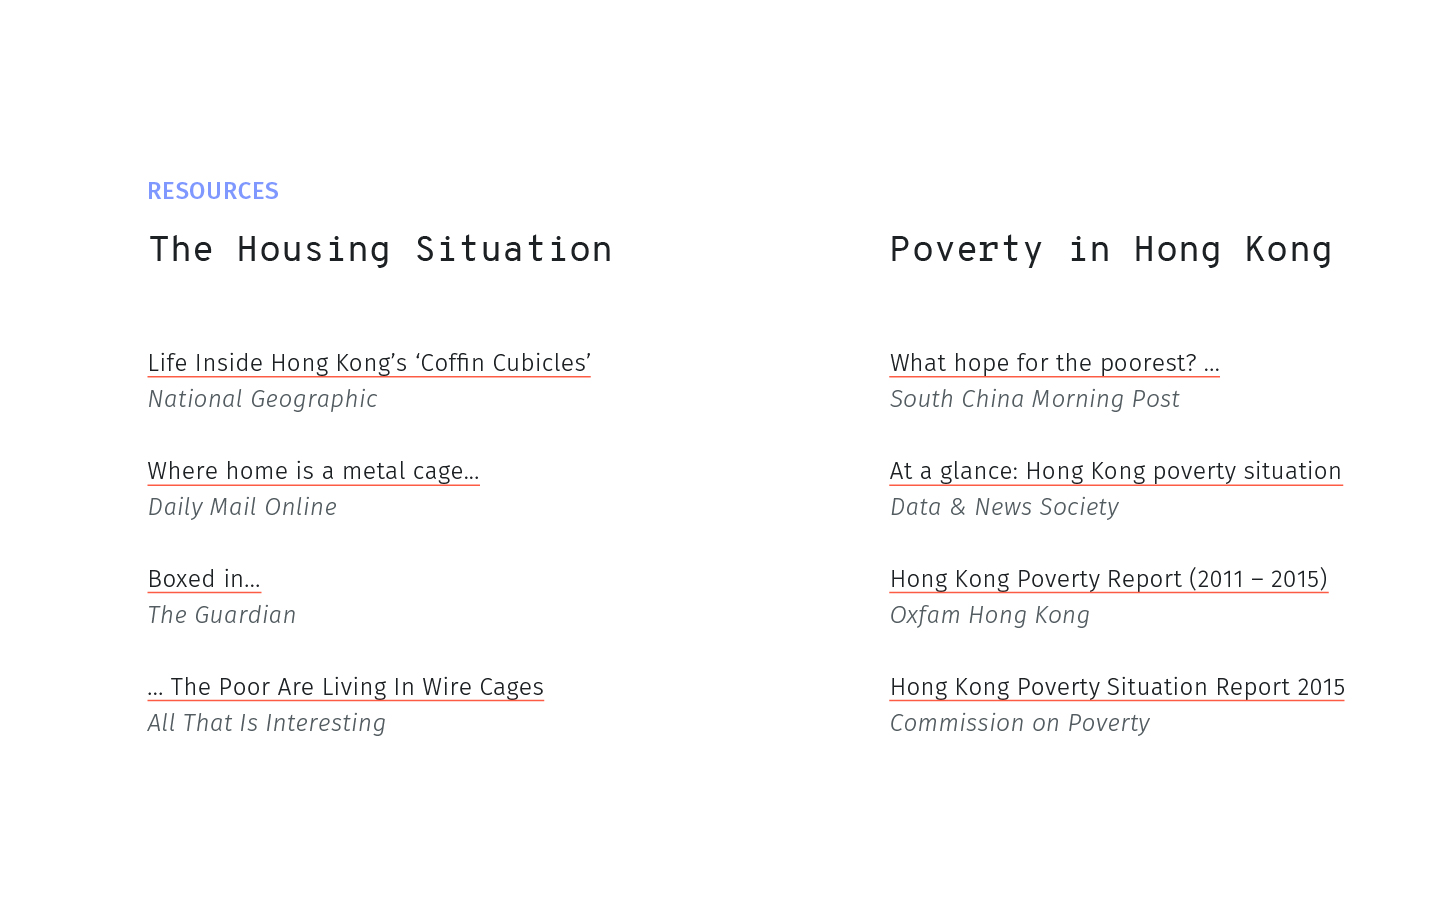 RESOURCES
The Housing Situation
Life Inside Hong Kong’s ‘Coffin Cubicles’
National Geographic
Where home is a metal cage...
Daily Mail Online
Boxed in...
The Guardian
... The Poor Are Living In Wire Cages
All That Is Interesting
Poverty in Hong Kong
What hope for the poorest? ...
South China Morning Post
At a glance: Hong Kong poverty situation
Data & News Society
Hong Kong Poverty Report (2011 – 2015)
Oxfam Hong Kong
Hong Kong Poverty Situation Report 2015
Commission on Poverty